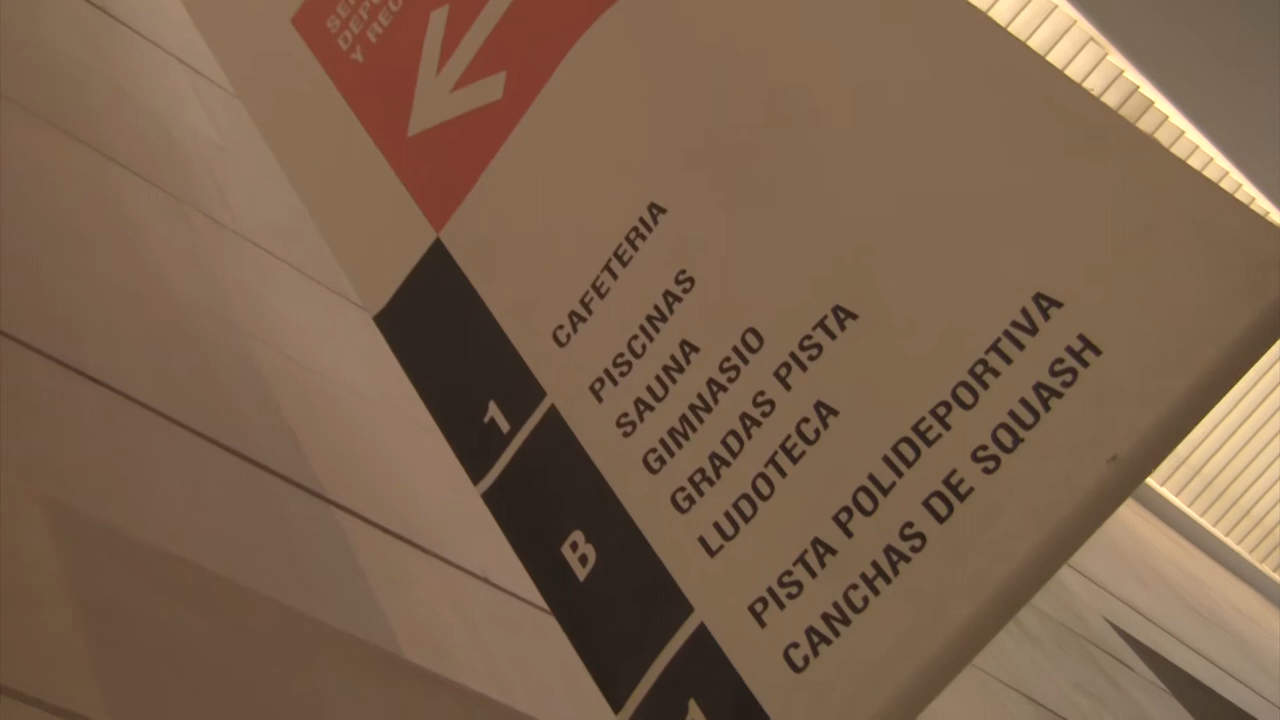 Y
1
CAFETERIA
B
PISCINAS
SAUNA
GIMNASIO
GRADAS PISTA
LUDOTECA
PISTA POLIDEPORTIVA
CANCHAS DE SQUASH